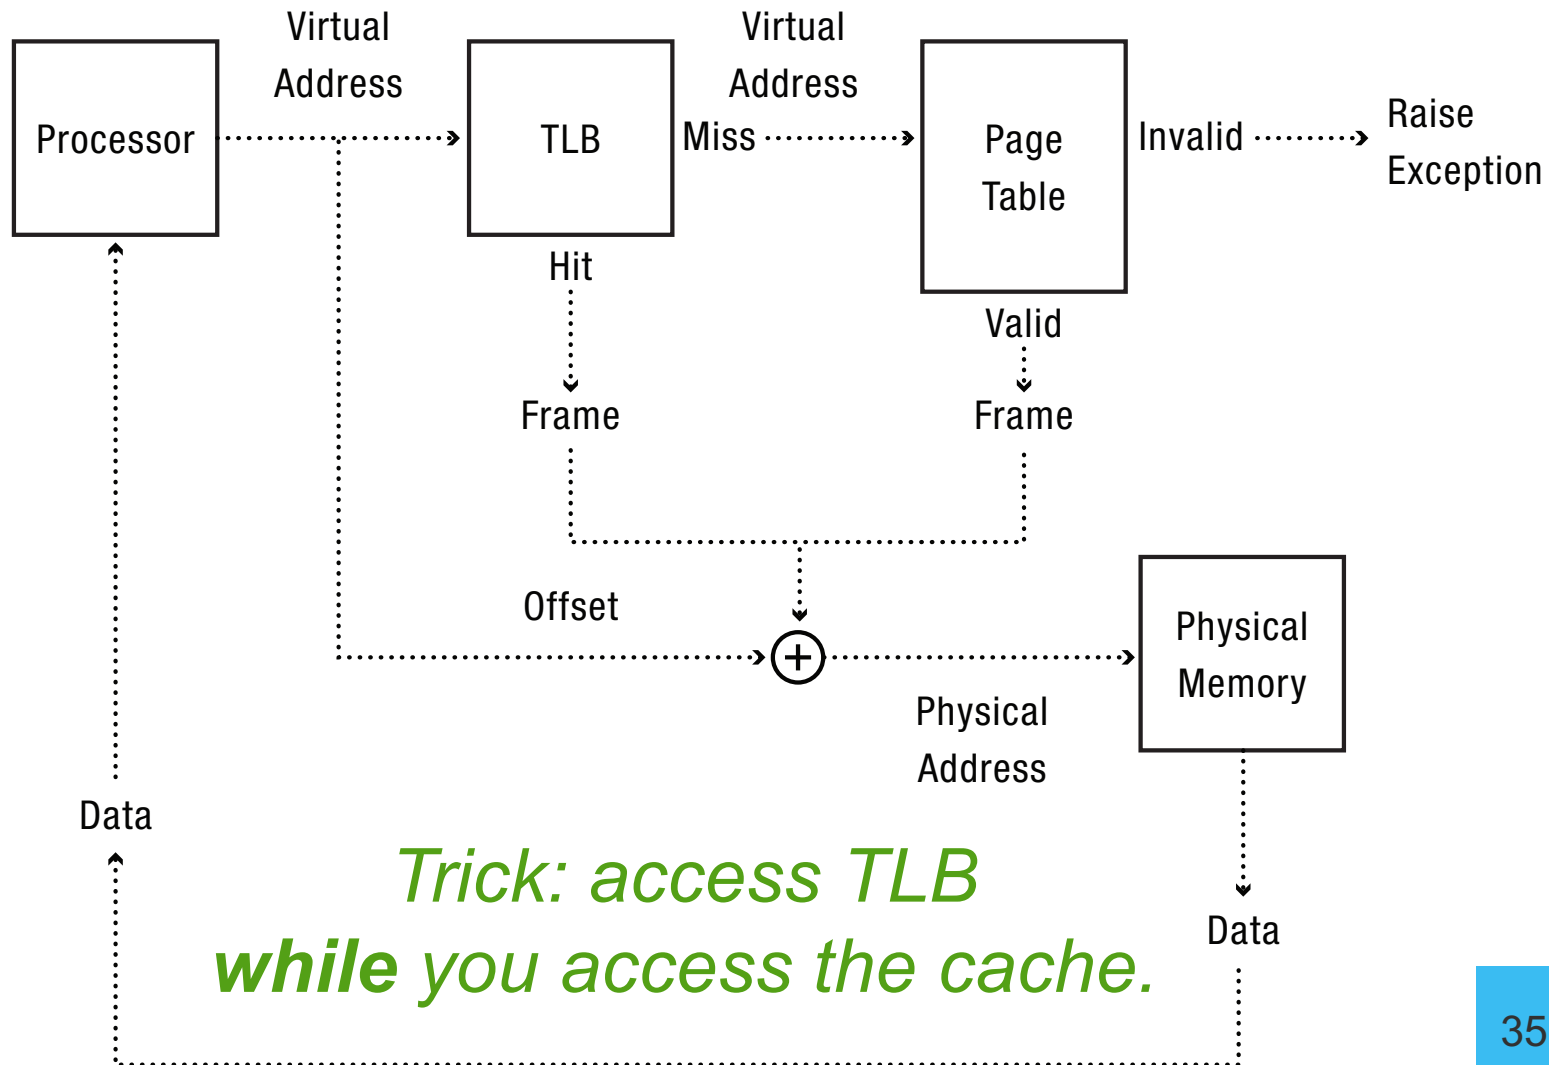 Virtual
Address
Virtual
Address
Processor
TLB
Miss
Page
Table
Invalid
Raise
Exception
Hit
Valid
Frame
Frame
Offset
+
Physical
Memory
Physical
Address
Data
Trick: access TLB
while you access the cache.
Data
35